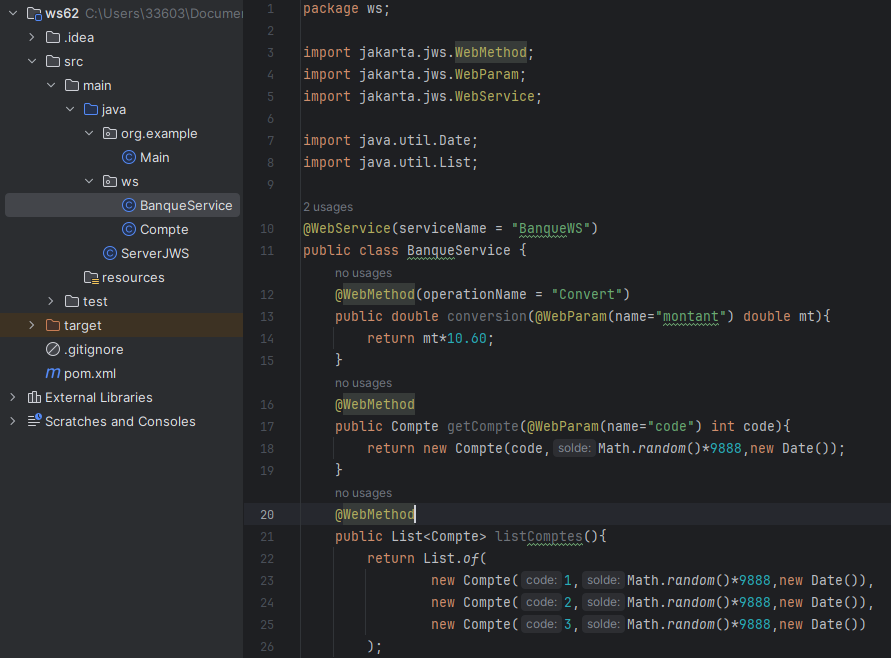 ws62 C:\Users\33603\Documen
.idea
src
main
java
org.example
Main
ws
BanqueService
Compte
ServerJWS
resources
test
target
.gitignore
m pom.xml
External Libraries
Scratches and Consoles
1 package ws;
2
3 import jakarta.jws.WebMethod;
4 import jakarta.jws.WebParam;
5 import jakarta.jws.WebService;
6
7 import java.util.Date;
8 import java.util.List;
9
2 usages
10 @WebService(serviceName = "BanqueWS")
11 public class BanqueService {
no usages
12 @WebMethod(operationName = "Convert")
13 public double conversion(@WebParam(name="montant") double mt){
14 return mt*10.60;
15 }
no usages
16 @WebMethod
17 public Compte getCompte(@WebParam(name="code") int code){
18 return new Compte(code, solde: Math.random()*9888,new Date());
19 }
no usages
20 @WebMethod
21 public List<Compte> listComptes(){
22 return List.of(
23 new Compte( code: 1, solde: Math.random()*9888,new Date()),
24 new Compte( code: 2, solde: Math.random()*9888,new Date()),
25 new Compte( code: 3, solde: Math.random()*9888,new Date())
26 );